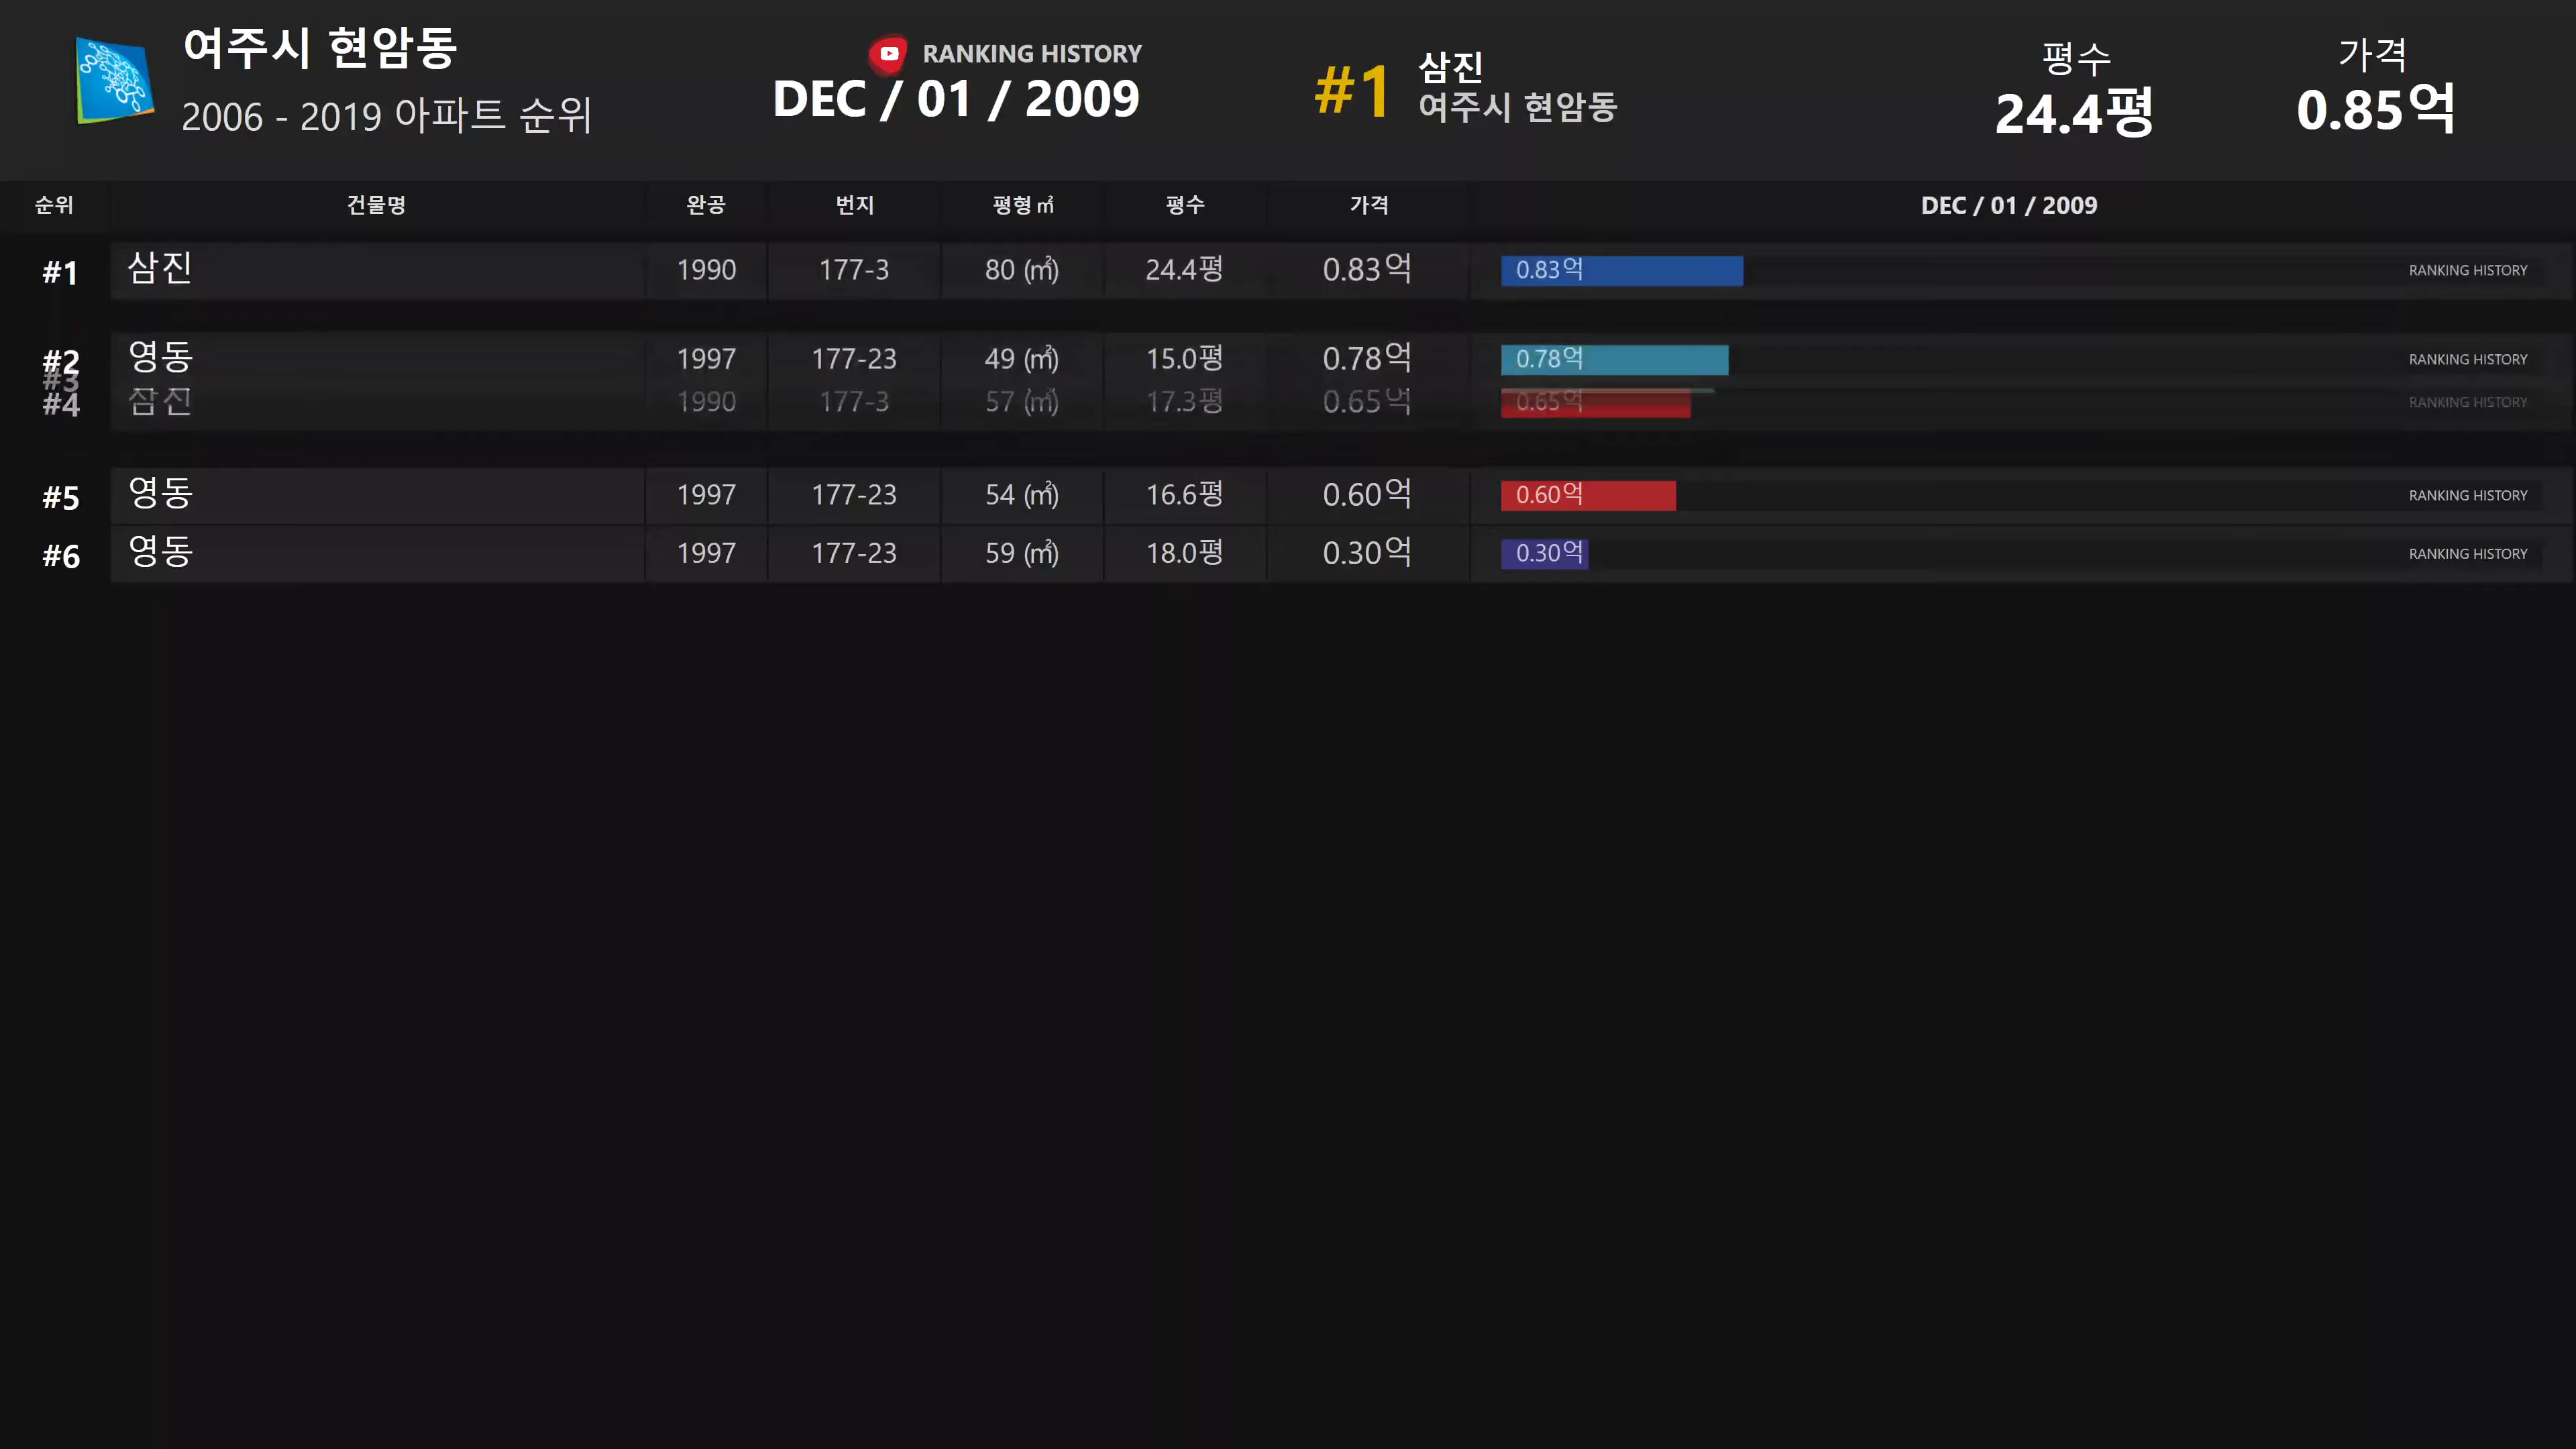 여주시 현암동
2006 - 2019 아파트 순위
RANKING HISTORY
DEC / 01 / 2009
#1
삼진
여주시 현암동
평수
24.4평
가격
0.85억
순위 건물명 완공 번지 평형 ㎡ 평수 가격 DEC / 01 / 2009
#1 삼진 1990 177-3 80 (㎡) 24.4평 0.83억 0.83억 RANKING HISTORY
#2 영동 1997 177-23 49 (㎡) 15.0평 0.78억 0.78억 RANKING HISTORY
#3
#4 삼진 1990 177-3 57 (㎡) 17.3평 0.65억 0.65억 RANKING HISTORY
#5 영동 1997 177-23 54 (㎡) 16.6평 0.60억 0.60억 RANKING HISTORY
#6 영동 1997 177-23 59 (㎡) 18.0평 0.30억 0.30억 RANKING HISTORY